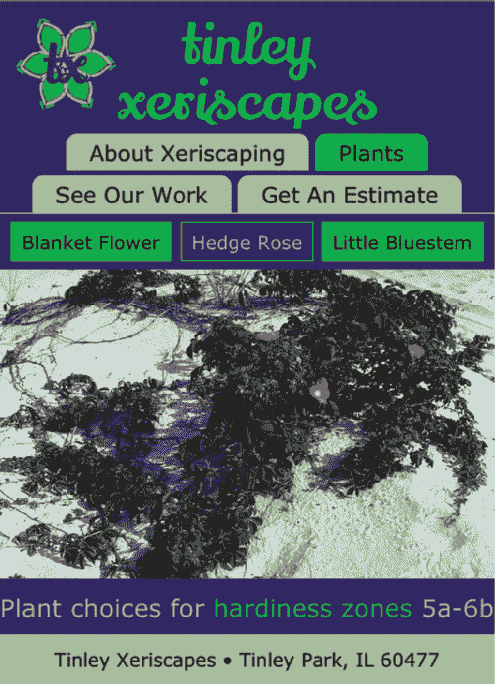 tx
tinley
xeriscapes
About Xeriscaping Plants
See Our Work Get An Estimate
Blanket Flower Hedge Rose Little Bluestem
Plant choices for hardiness zones 5a-6b
Tinley Xeriscapes • Tinley Park, IL 60477